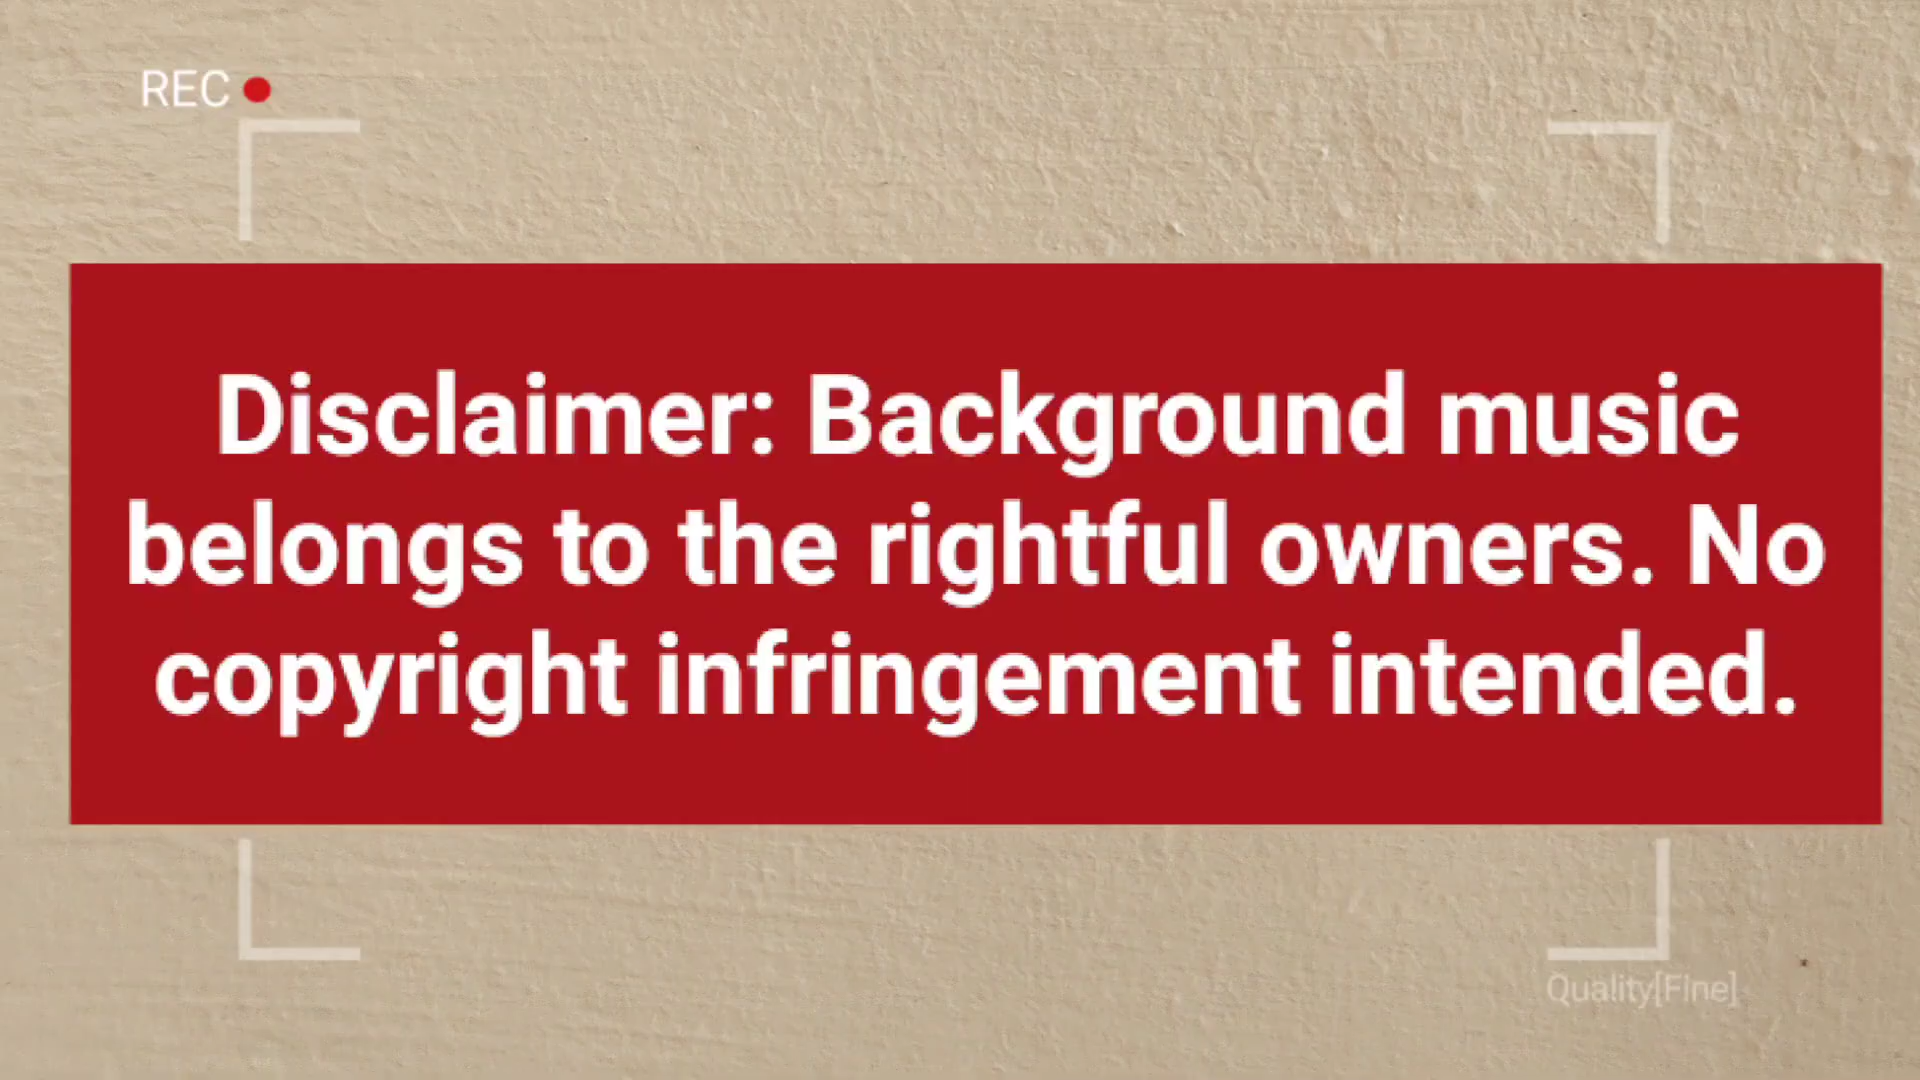 REC
Disclaimer: Background music
belongs to the rightful owners. No
copyright infringement intended.
Quality[Fine]